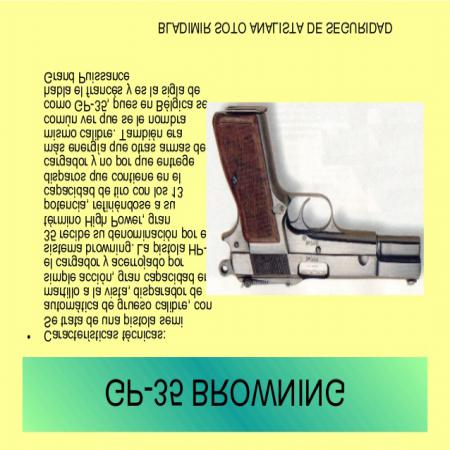 GP-35 BROWNING
• Características técnicas:
Se trata de una pistola semi
automática de grueso calibre, con
martillo a la vista, disparador de
simple acción, gran capacidad en
el cargador y acerrojado por
sistema browning. La pistola HP-
35 recibe su denominación por e
término High Power, gran
potencia, refiriéndose a su
capacidad de tiro con los 13
disparos que contiene en el
cargador y no por que entrege
más energía que otras armas de
mismo calibre. También era
común ver que se le nombra
como GP-35, pues en Bélgica se
habla el francés y es la sigla de
Grand Puissance
BLADIMIR SOTO ANALISTA DE SEGURIDAD